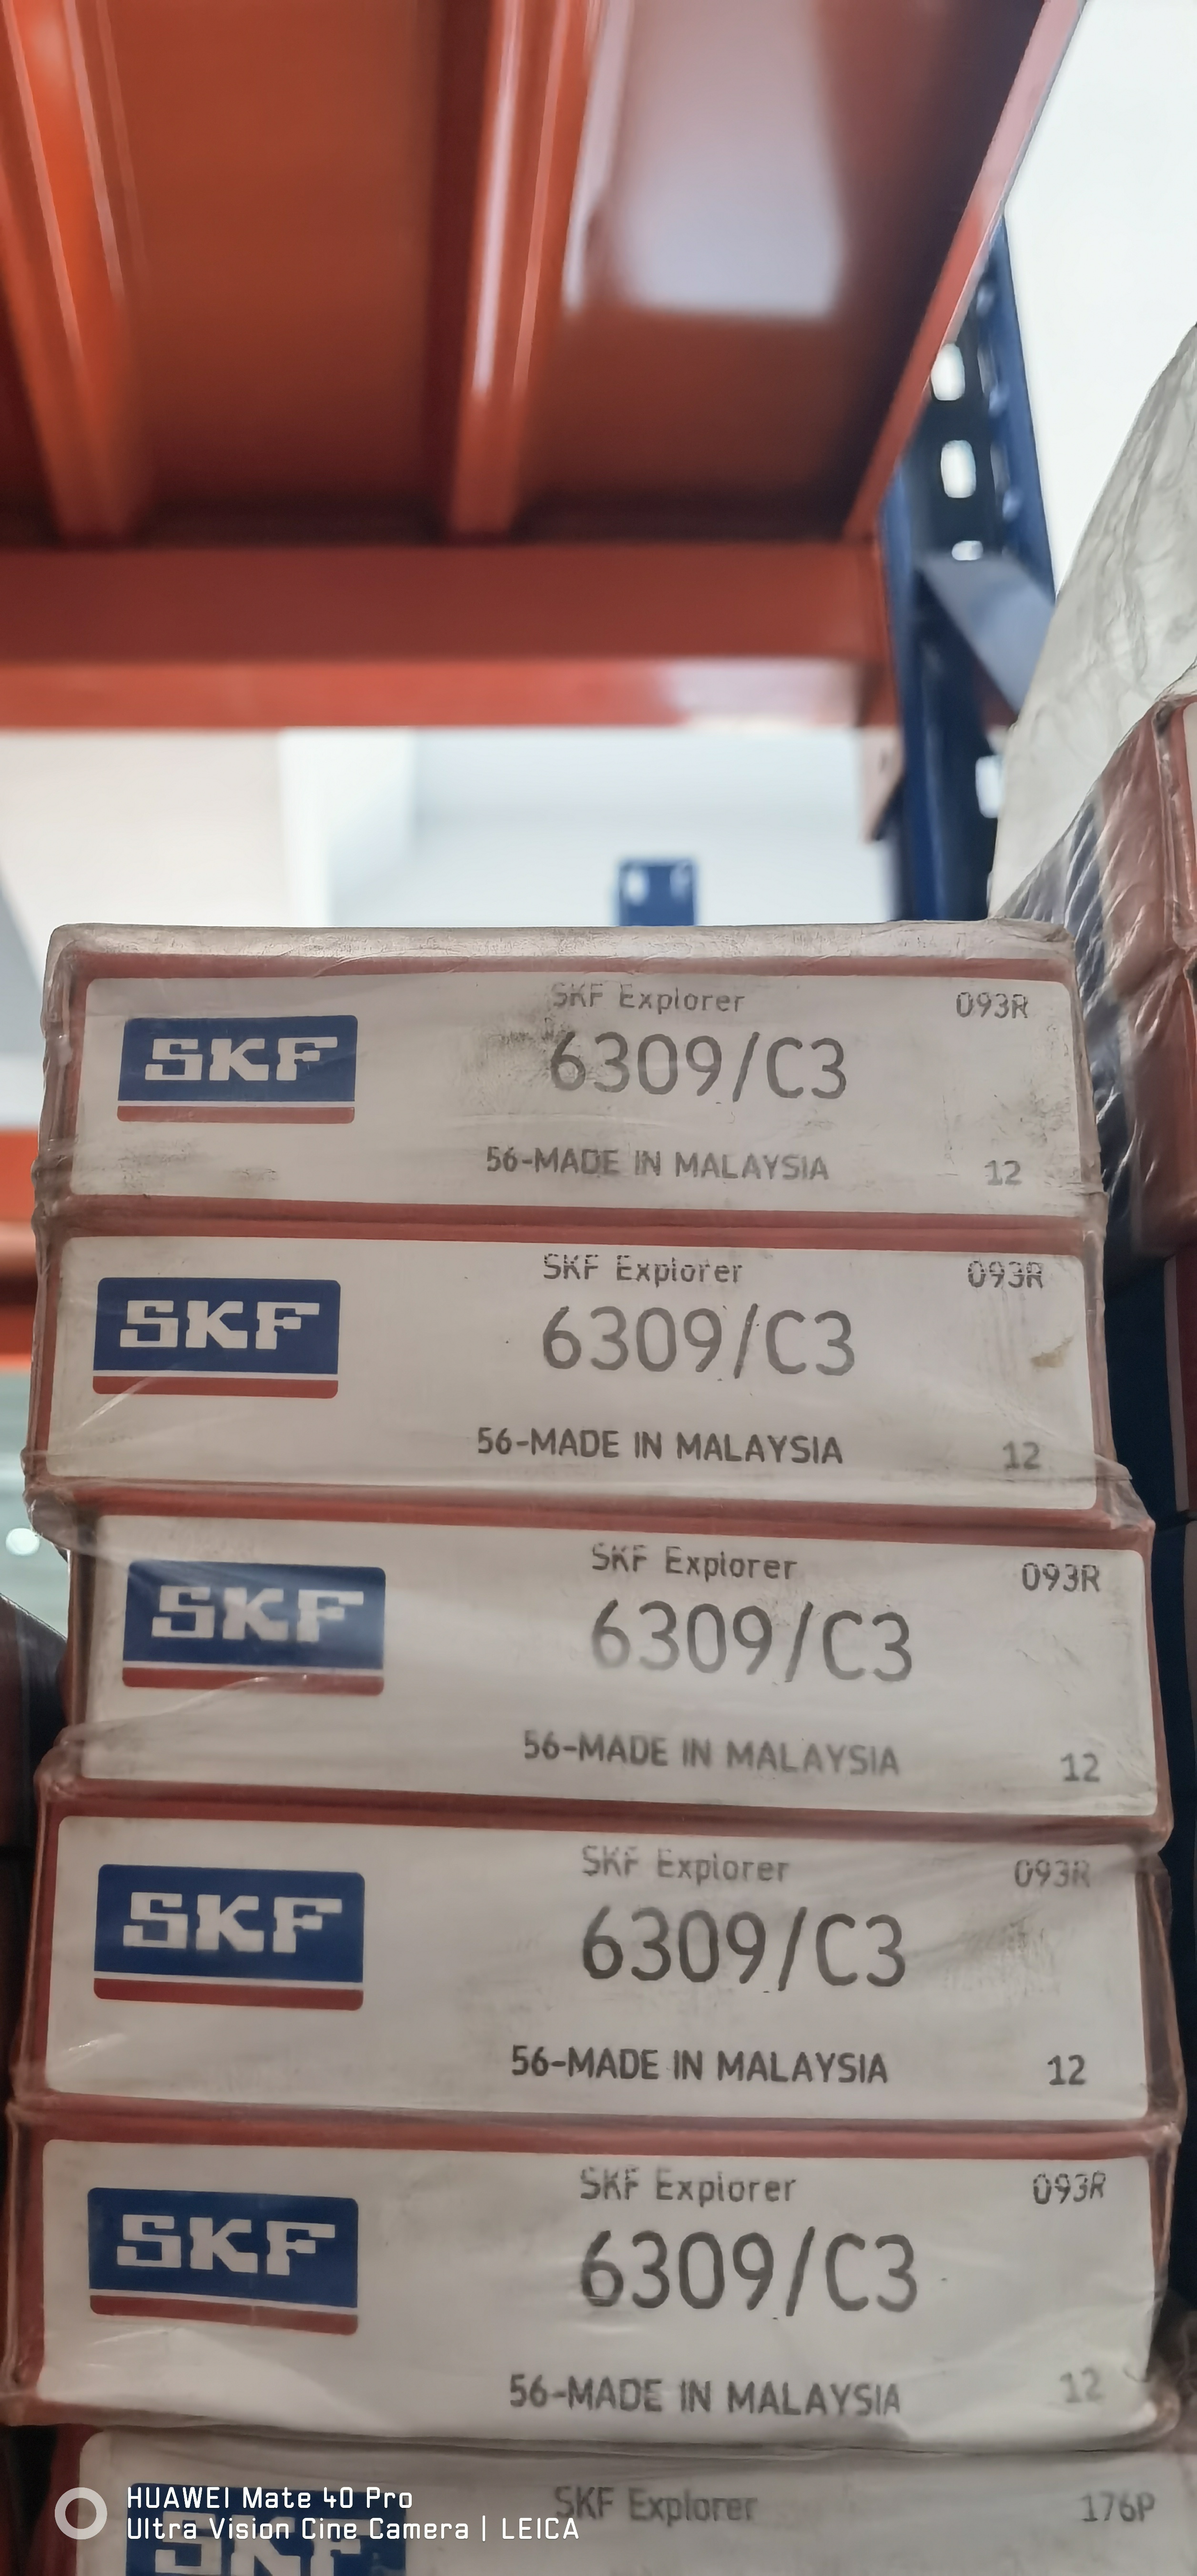 SKF Explorer 093R
SKF 6309/C3
56-MADE IN MALAYSIA 12
SKF Explorer 093R
SKF 6309/C3
56-MADE IN MALAYSIA 12
SKF Explorer 093R
SKF 6309/C3
56-MADE IN MALAYSIA 12
SKF Explorer 093R
SKF 6309/C3
56-MADE IN MALAYSIA 12
SKF Explorer 093R
SKF 6309/C3
56-MADE IN MALAYSIA 12
SKF Explorer 176P
SKF
HUAWEI Mate 40 Pro
Ultra Vision Cine Camera | LEICA